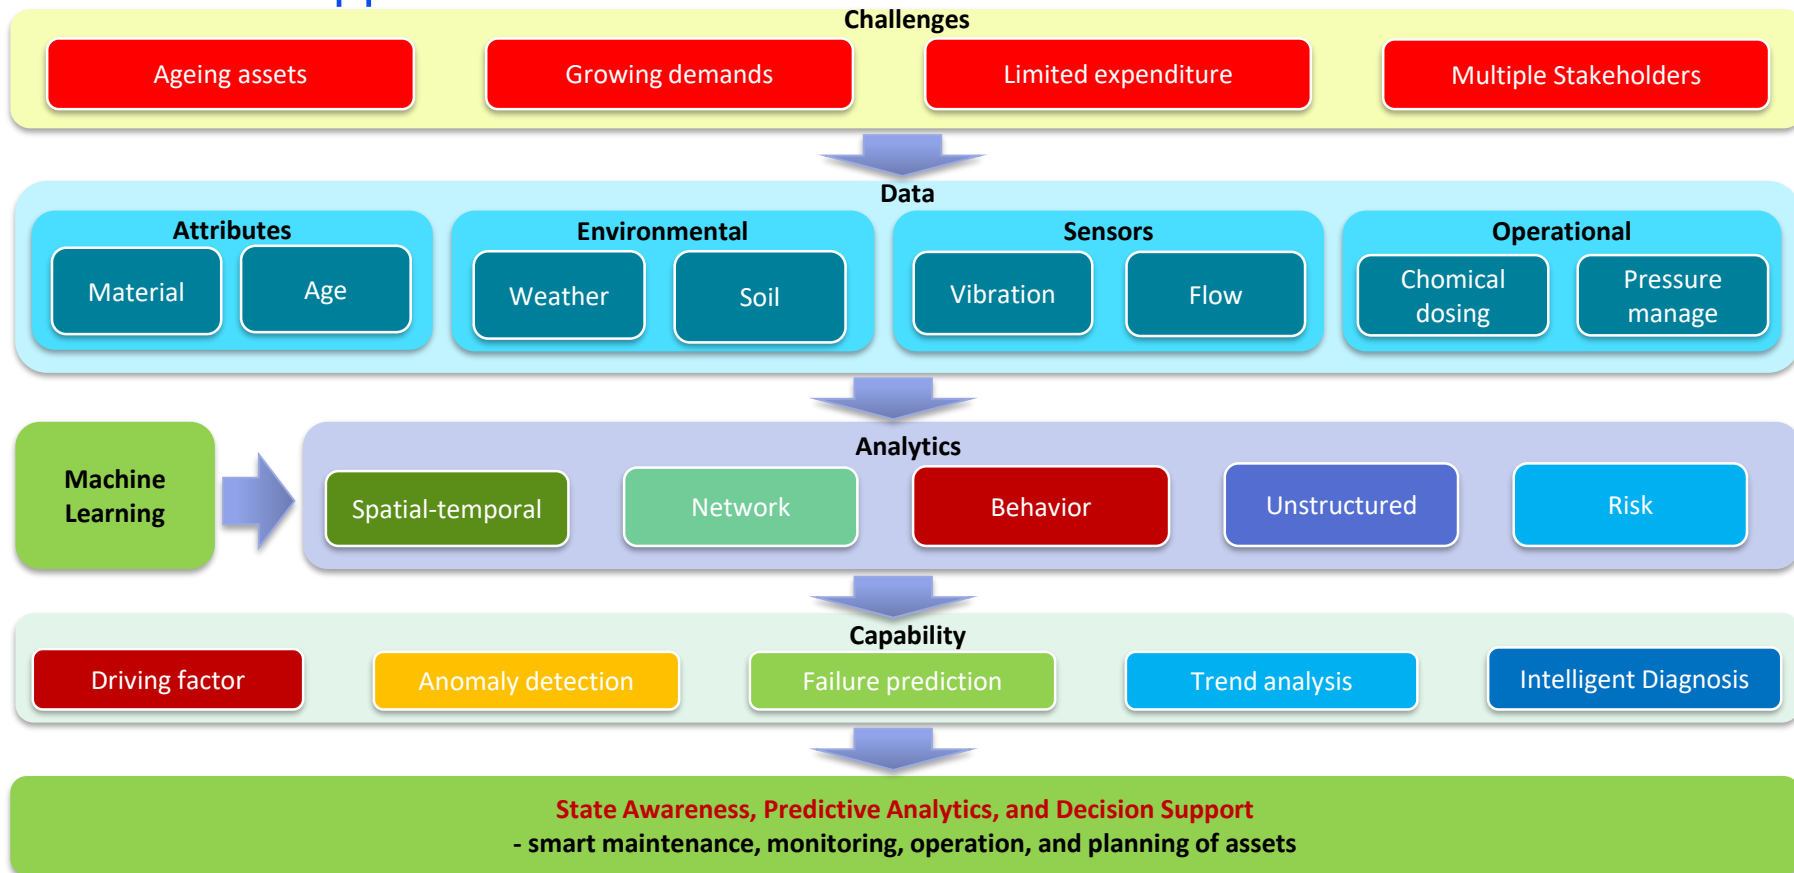 Challenges
Ageing assets
Growing demands
Limited expenditure
Multiple Stakeholders
Data
Attributes
Environmental
Sensors
Operational
Material
Age
Weather
Soil
Vibration
Flow
Chomical
dosing
Pressure
manage
Machine
Learning
Analytics
Spatial-temporal
Network
Behavior
Unstructured
Risk
Capability
Driving factor
Anomaly detection
Failure prediction
Trend analysis
Intelligent Diagnosis
State Awareness, Predictive Analytics, and Decision Support
- smart maintenance, monitoring, operation, and planning of assets